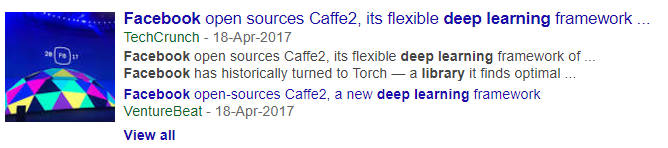 Facebook open sources Caffe2, its flexible deep learning framework ...
TechCrunch - 18-Apr-2017
Facebook open sources Caffe2, its flexible deep learning framework of ...
Facebook has historically turned to Torch — a library it finds optimal ...
Facebook open-sources Caffe2, a new deep learning framework
VentureBeat - 18-Apr-2017
View all
20 FB 17